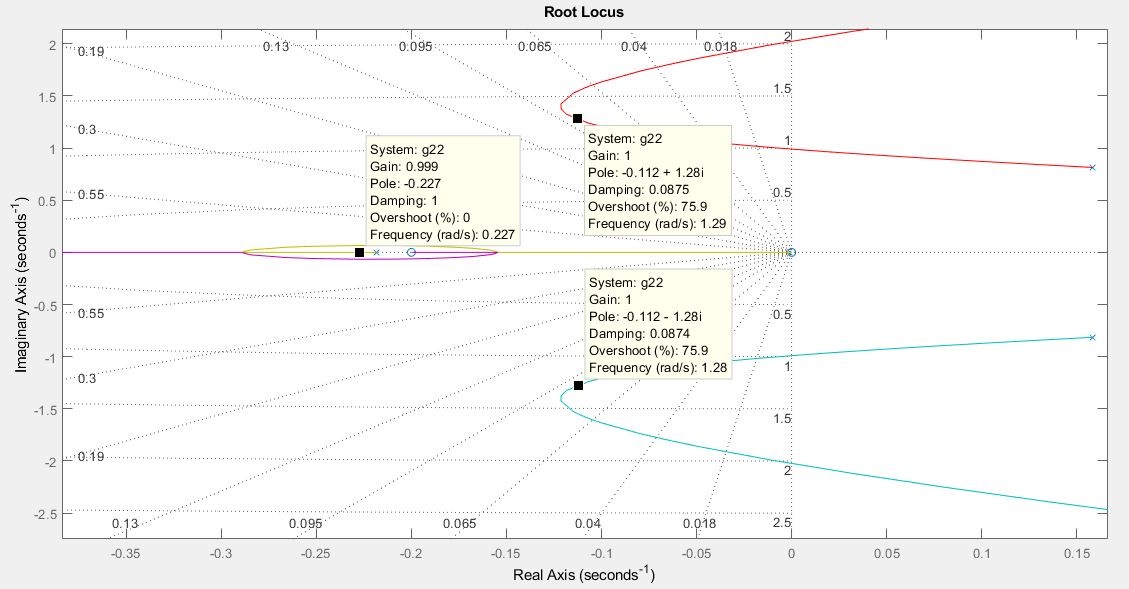 Root Locus
2
0.19
0.13
0.095
0.065
0.04
0.018
2
1.5
1.5
0.3
1
System: g22
Gain: 0.999
Pole: -0.227
Damping: 1
Overshoot (%): 0
Frequency (rad/s): 0.227
System: g22
Gain: 1
Pole: -0.112 + 1.28i
Damping: 0.0875
Overshoot (%): 75.9
Frequency (rad/s): 1.29
1
0.5
0.55
0.5
0
System: g22
Gain: 1
Pole: -0.112 - 1.28i
Damping: 0.0874
Overshoot (%): 75.9
Frequency (rad/s): 1.28
-0.5
0.55
0.5
-1
0.3
1
-1.5
1.5
-2
0.19
2
-2.5
0.13
0.095
0.065
0.04
0.018
2.5
-0.35
-0.3
-0.25
-0.2
-0.15
-0.1
-0.05
0
0.05
0.1
0.15
Real Axis (seconds-1)
Imaginary Axis (seconds-1)